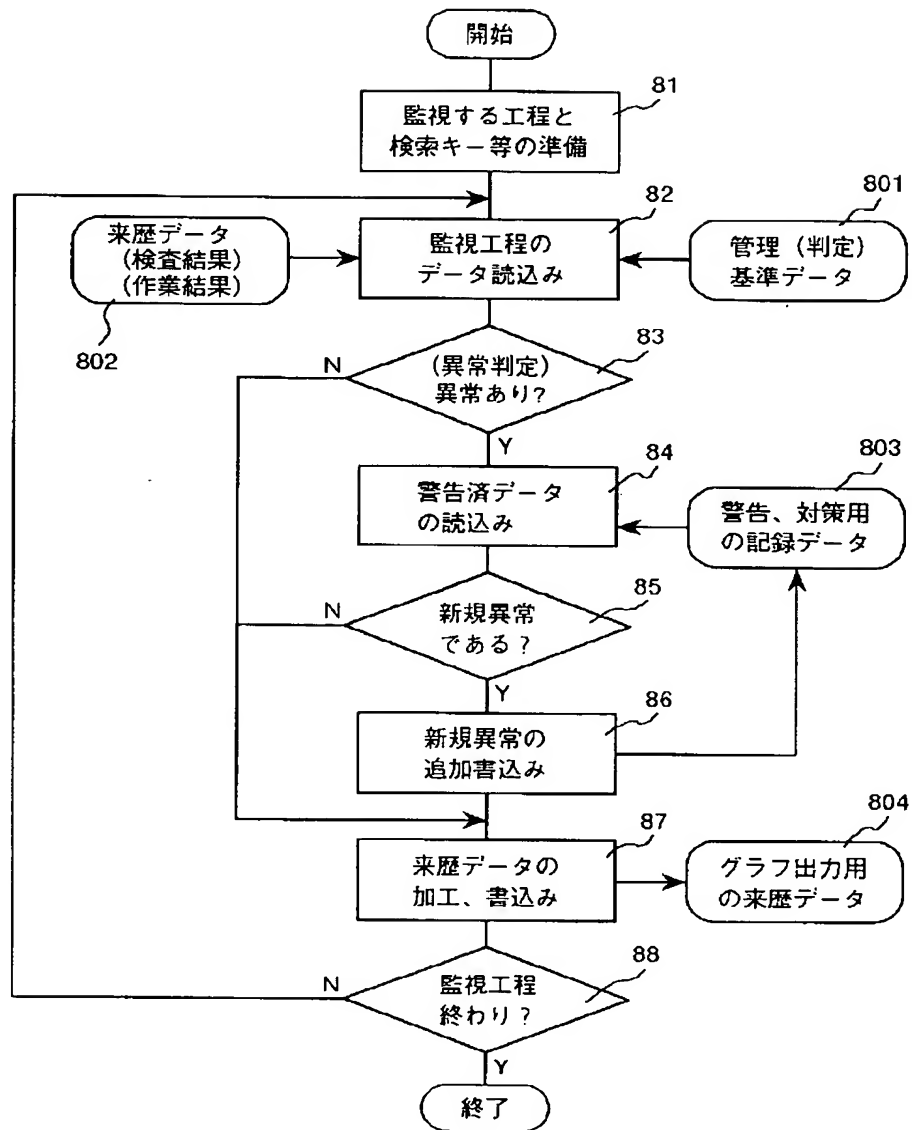 開始
81
監視する工程と
検索キー等の準備
82
801
来歴データ
(検査結果)
(作業結果)
監視工程の
データ読込み
管理(判定)
基準データ
802
83
N
(異常判定)
異常あり?
Y
84
803
警告済データ
の読込み
警告、対策用
の記録データ
85
N
新規異常
である?
Y
86
新規異常の
追加書込み
87
804
来歴データの
加工、書込み
グラフ出力用
の来歴データ
88
N
監視工程
終わり?
Y
終了